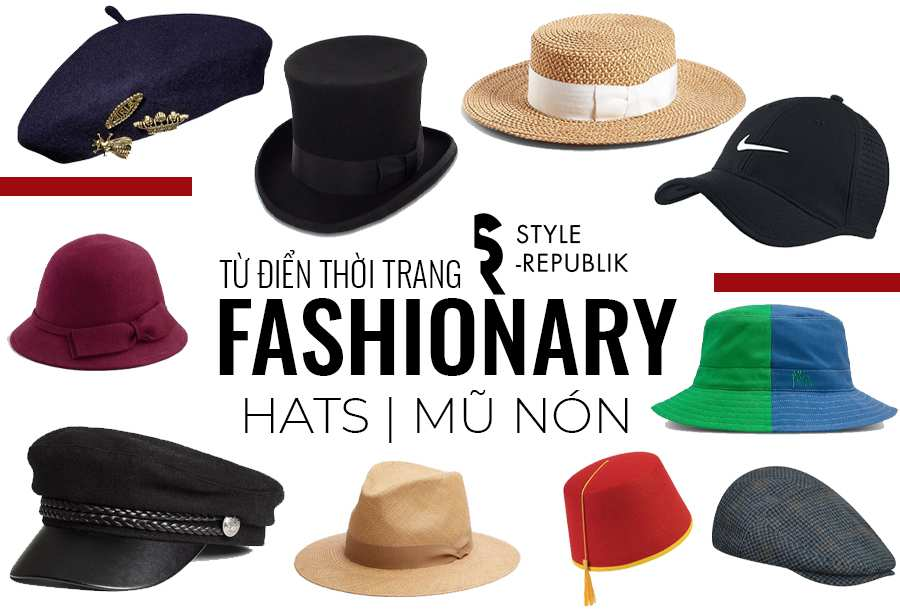 STYLE
-REPUBLIK
TỪ ĐIỂN THỜI TRANG
FASHIONARY
HATS | MŨ NÓN